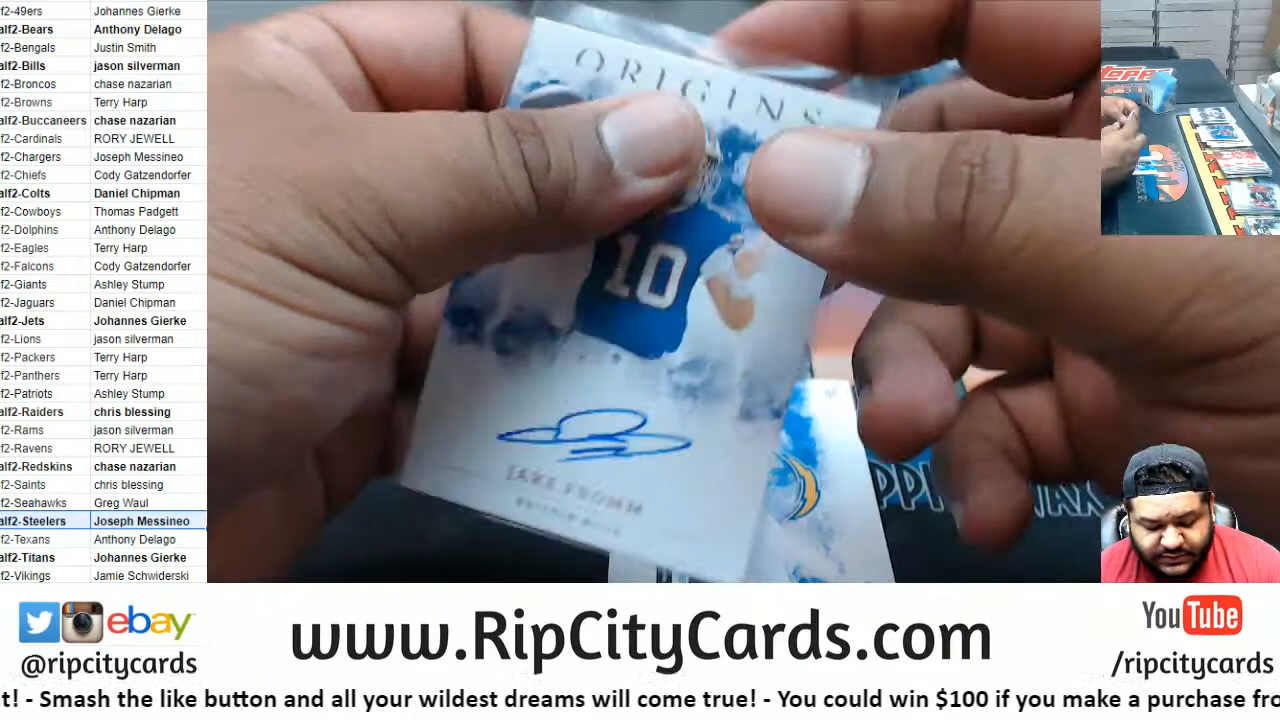 f2-49ers Johannes Gierke
alf2-Bears Anthony Delago
f2-Bengals Justin Smith
alf2-Bills jason silverman
f2-Broncos chase nazarian
f2-Browns Terry Harp
alf2-Buccaneers chase nazarian
f2-Cardinals RORY JEWELL
f2-Chargers Joseph Messineo
f2-Chiefs Cody Gatzendorfer
alf2-Colts Daniel Chipman
f2-Cowboys Thomas Padgett
f2-Dolphins Anthony Delago
f2-Eagles Terry Harp
f2-Falcons Cody Gatzendorfer
f2-Giants Ashley Stump
f2-Jaguars Daniel Chipman
alf2-Jets Johannes Gierke
f2-Lions jason silverman
f2-Packers Terry Harp
f2-Panthers Terry Harp
f2-Patriots Ashley Stump
alf2-Raiders chris blessing
f2-Rams jason silverman
f2-Ravens RORY JEWELL
alf2-Redskins chase nazarian
f2-Saints chris blessing
f2-Seahawks Greg Waul
alf2-Steelers Joseph Messineo
f2-Texans Anthony Delago
alf2-Titans Johannes Gierke
f2-Vikings Jamie Schwiderski
ORIGINS
10
JAKE FROMM
BUFFALO BILLS
topps
ebay
@ripcitycards
www.RipCityCards.com
YouTube
/ripcitycards
t! - Smash the like button and all your wildest dreams will come true! - You could win $100 if you make a purchase fro